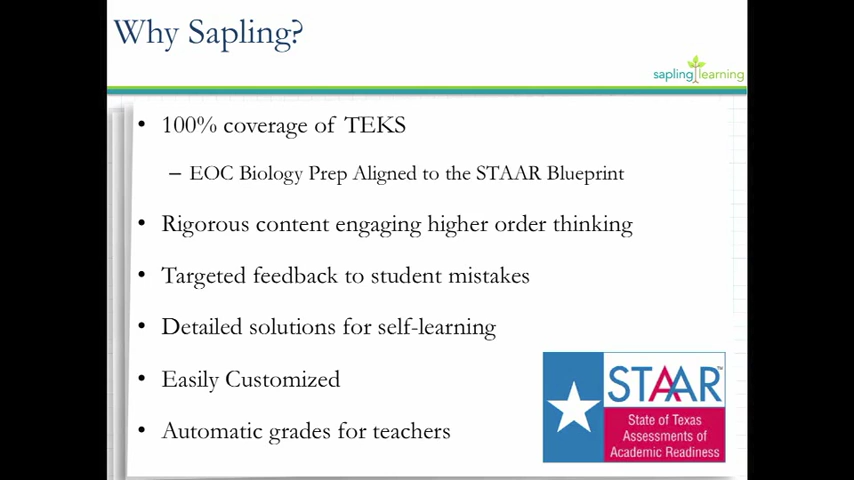 Why Sapling?
sapling learning
• 100% coverage of TEKS
– EOC Biology Prep Aligned to the STAAR Blueprint
• Rigorous content engaging higher order thinking
• Targeted feedback to student mistakes
• Detailed solutions for self-learning
• Easily Customized
• Automatic grades for teachers
STAAR™
State of Texas
Assessments of
Academic Readiness